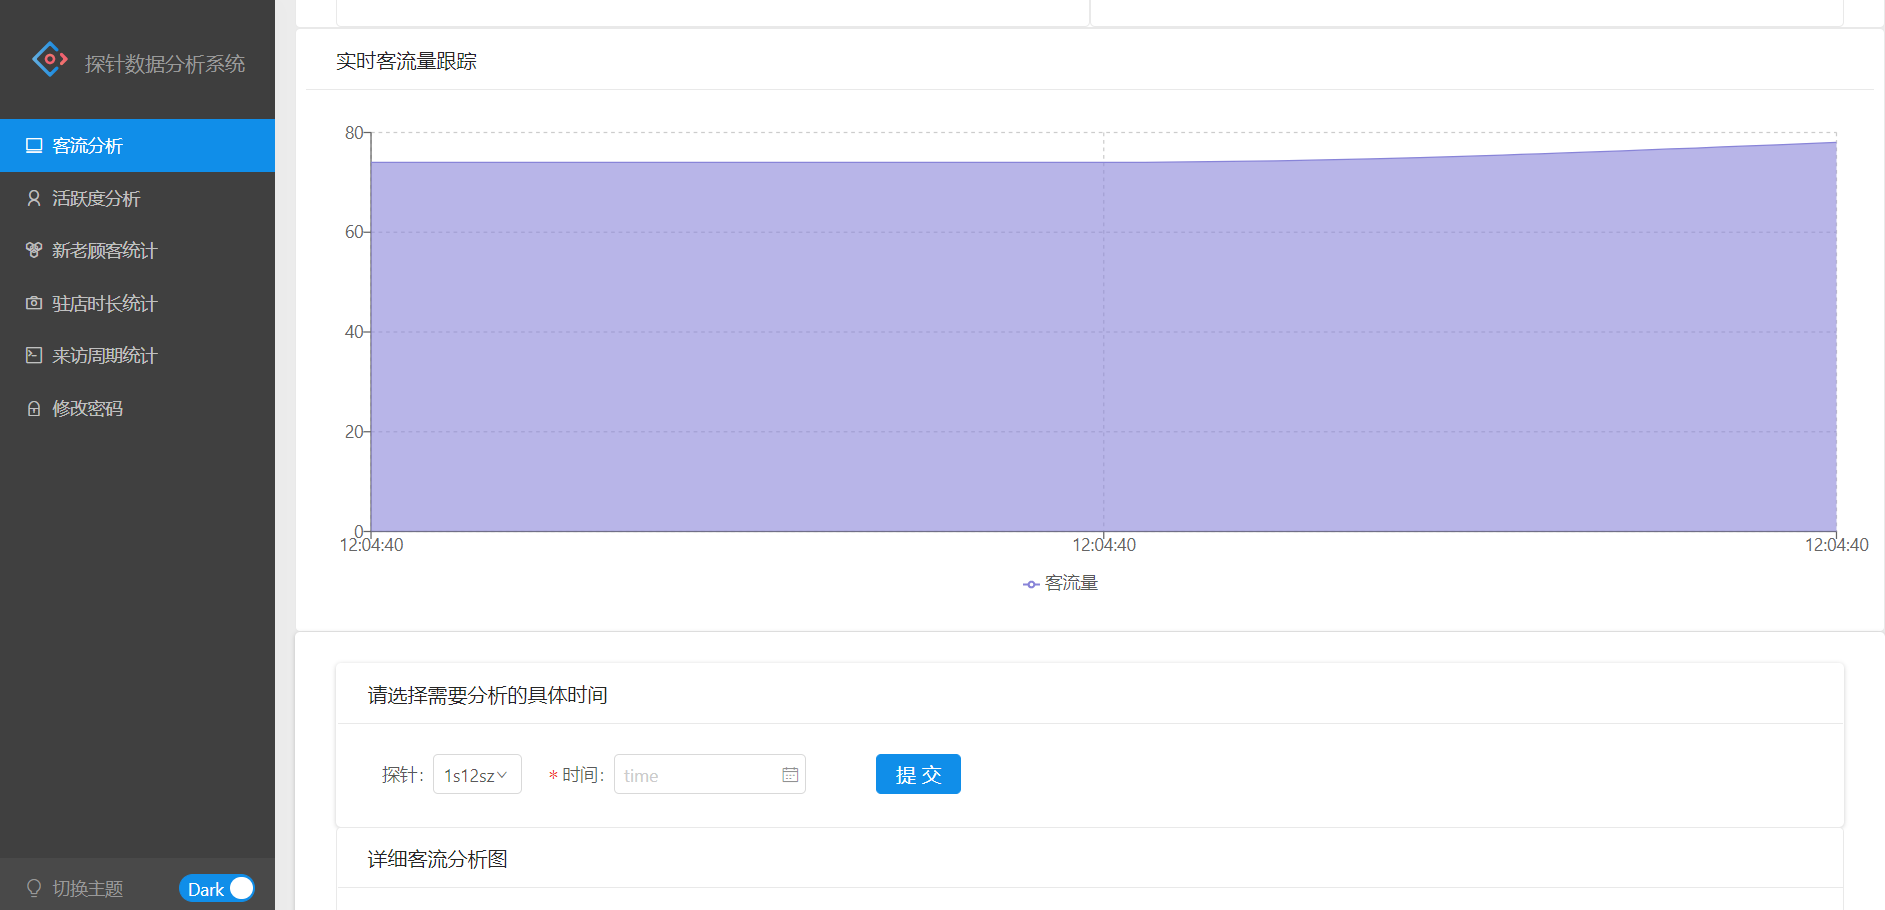 探针数据分析系统
客流分析
活跃度分析
新老顾客统计
驻店时长统计
来访周期统计
修改密码
切换主题 Dark
实时客流量跟踪
80
60
40
20
0
12:04:40 12:04:40 12:04:40
客流量
请选择需要分析的具体时间
探针: 1s12sz * 时间: time 提 交
详细客流分析图